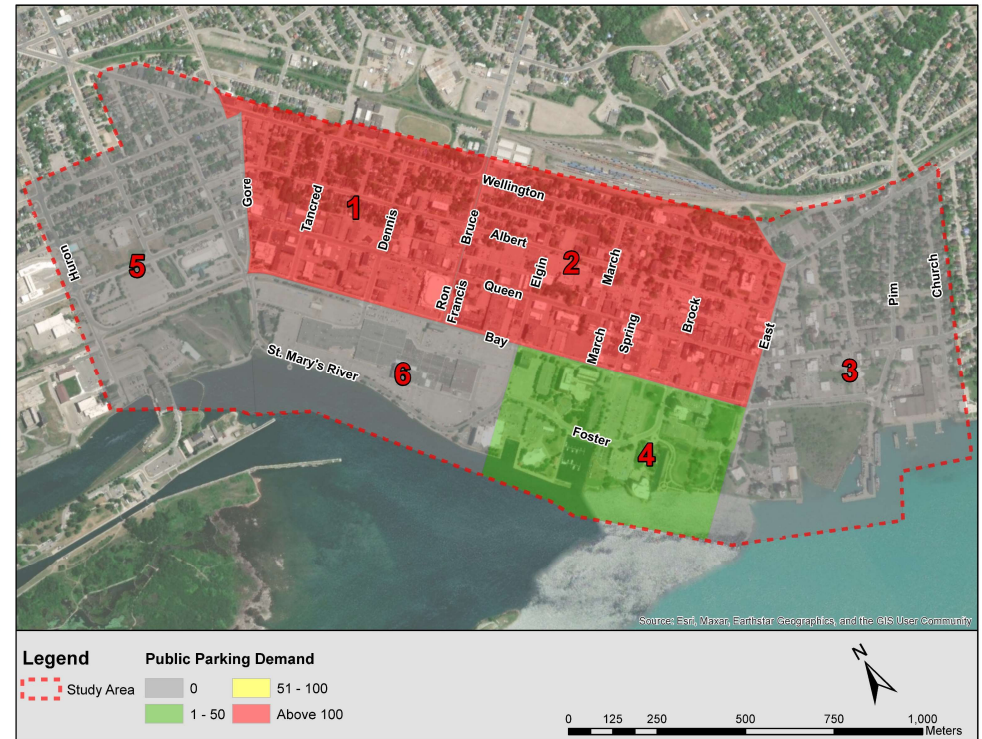 Wellington
Gore
Tancred
1
Dennis
Bruce
Albert
Elgin
2
March
Huron
5
Ron
Francis
Queen
Bay
March
Spring
Brock
East
Pim
Church
St. Mary's River
6
3
Foster
4
Source: Esri, Maxar, Earthstar Geographics, and the GIS User Community
Legend
Study Area
Public Parking Demand
0
51 - 100
1 - 50
Above 100
N
0 125 250 500 750 1,000
Meters